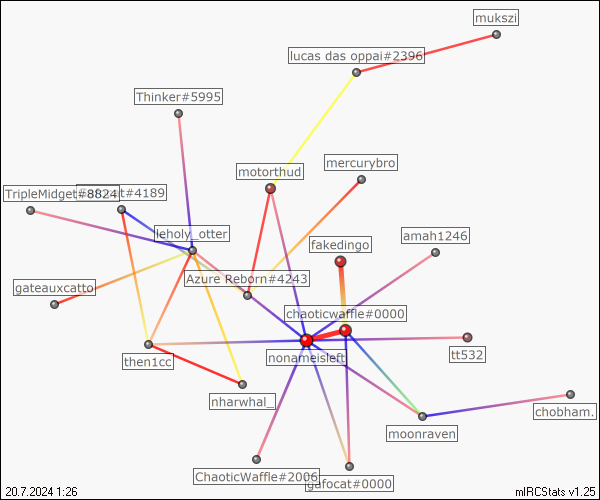 mukszi
lucas das oppai#2396
Thinker#5995
mercurybro
motorthud
TripleMidget#8824
#4189
leholy_otter
amah1246
fakedingo
Azure Reborn#4243
gateauxcatto
chaoticwaffle#0000
nonameisleft
tt532
then1cc
nharwhal_
chobham.
moonraven
ChaoticWaffle#2006
gafocat#0000
20.7.2024 1:26
mIRCStats v1.25